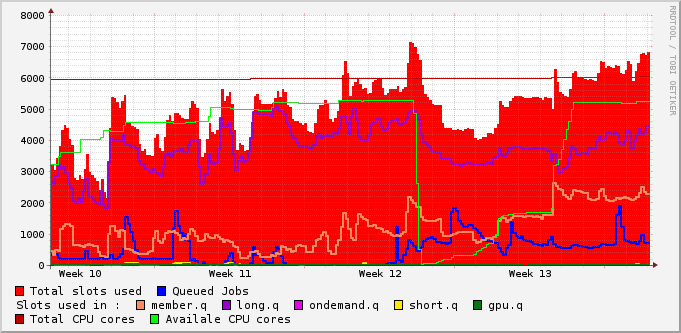 8000
7000
6000
5000
4000
3000
2000
1000
0
Week 10 Week 11 Week 12 Week 13
RRDTOOL / TOBI OETIKER
Total slots used Queued Jobs
Slots used in : member.q long.q ondemand.q short.q gpu.q
Total CPU cores Availale CPU cores